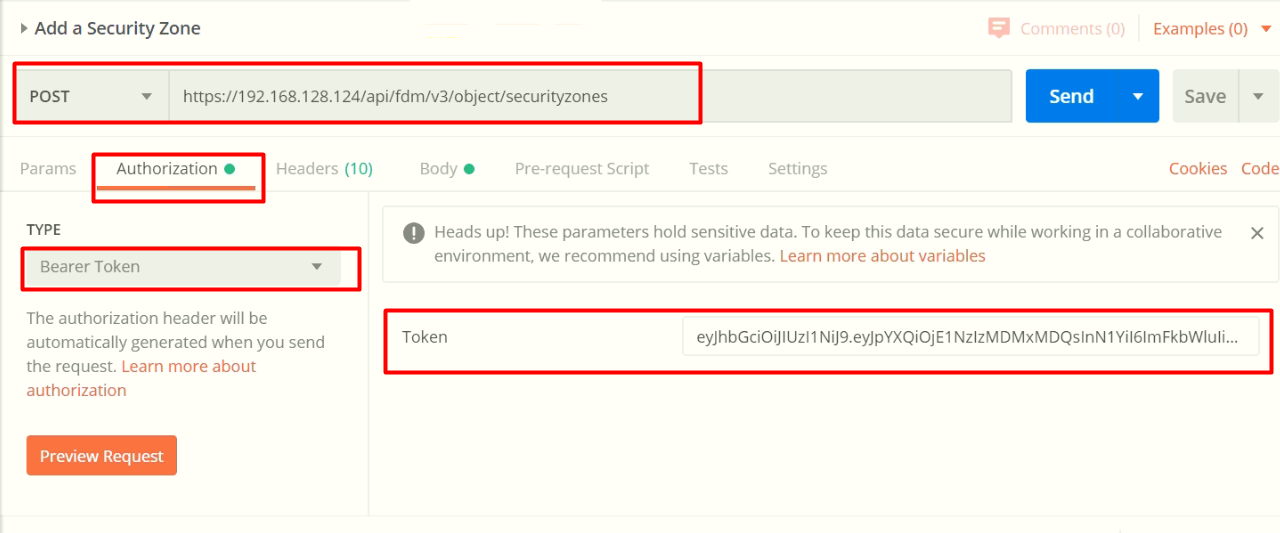 Add a Security Zone
Comments (0)
Examples (0)
POST
https://192.168.128.124/api/fdm/v3/object/securityzones
Send
Save
Params
Authorization
Headers (10)
Body
Pre-request Script
Tests
Settings
Cookies
Code
TYPE
Bearer Token
The authorization header will be
automatically generated when you send
the request. Learn more about
authorization
Preview Request
Heads up! These parameters hold sensitive data. To keep this data secure while working in a collaborative
environment, we recommend using variables. Learn more about variables
Token
eyJhbGciOiJIUzI1NiJ9.eyJpYXQiOjE1NzIzMDMxMDQsInN1YiI6ImFkbWluIi...